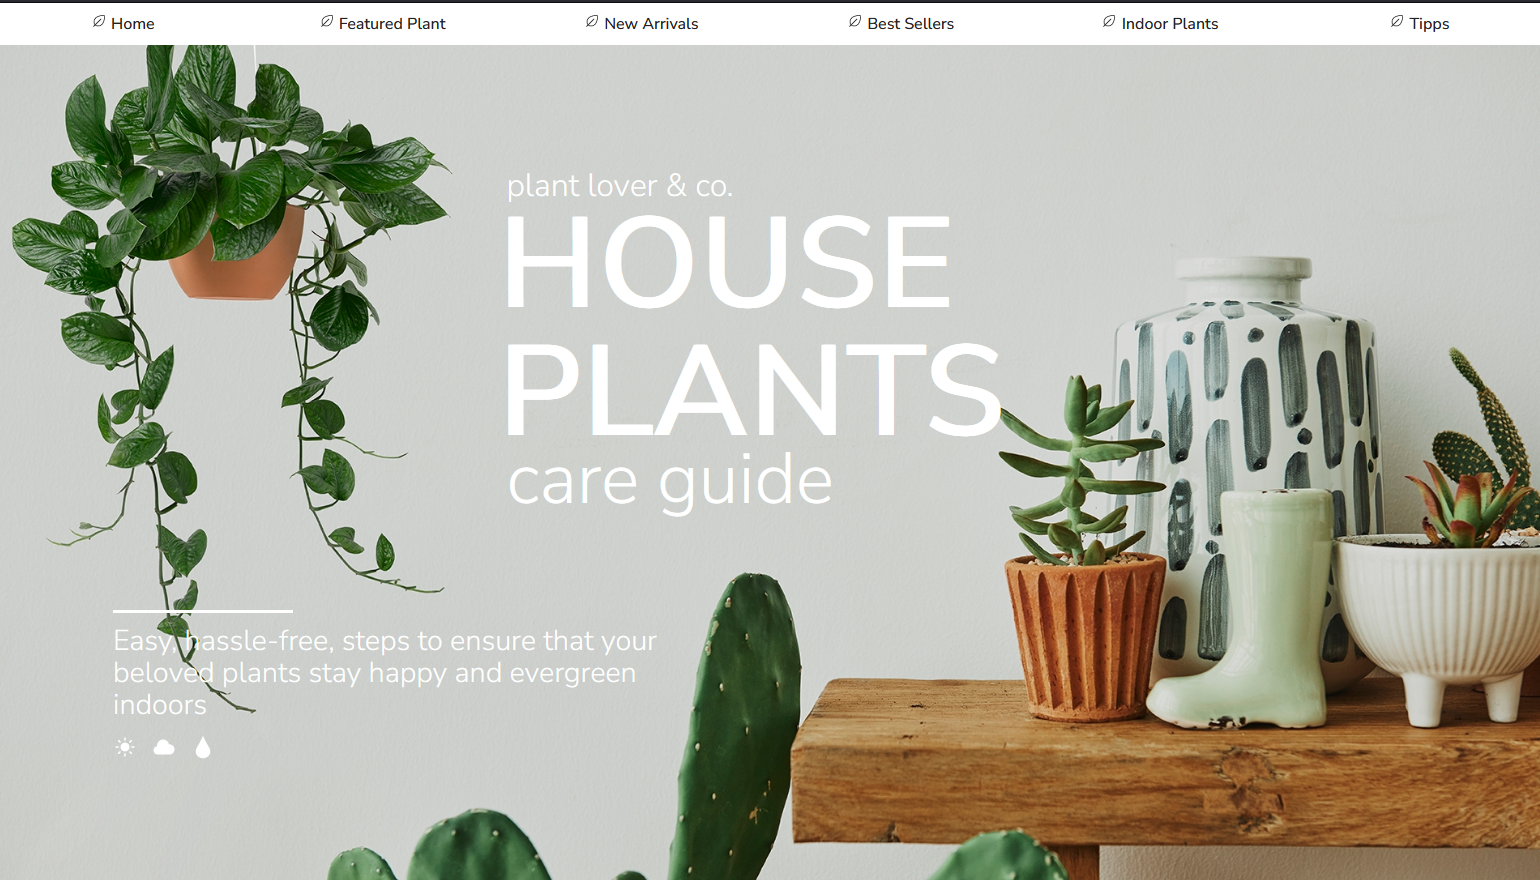 Home
Featured Plant
New Arrivals
Best Sellers
Indoor Plants
Tipps
plant lover & co.
HOUSE
PLANTS
care guide
Easy, hassle-free, steps to ensure that your
beloved plants stay happy and evergreen
indoors